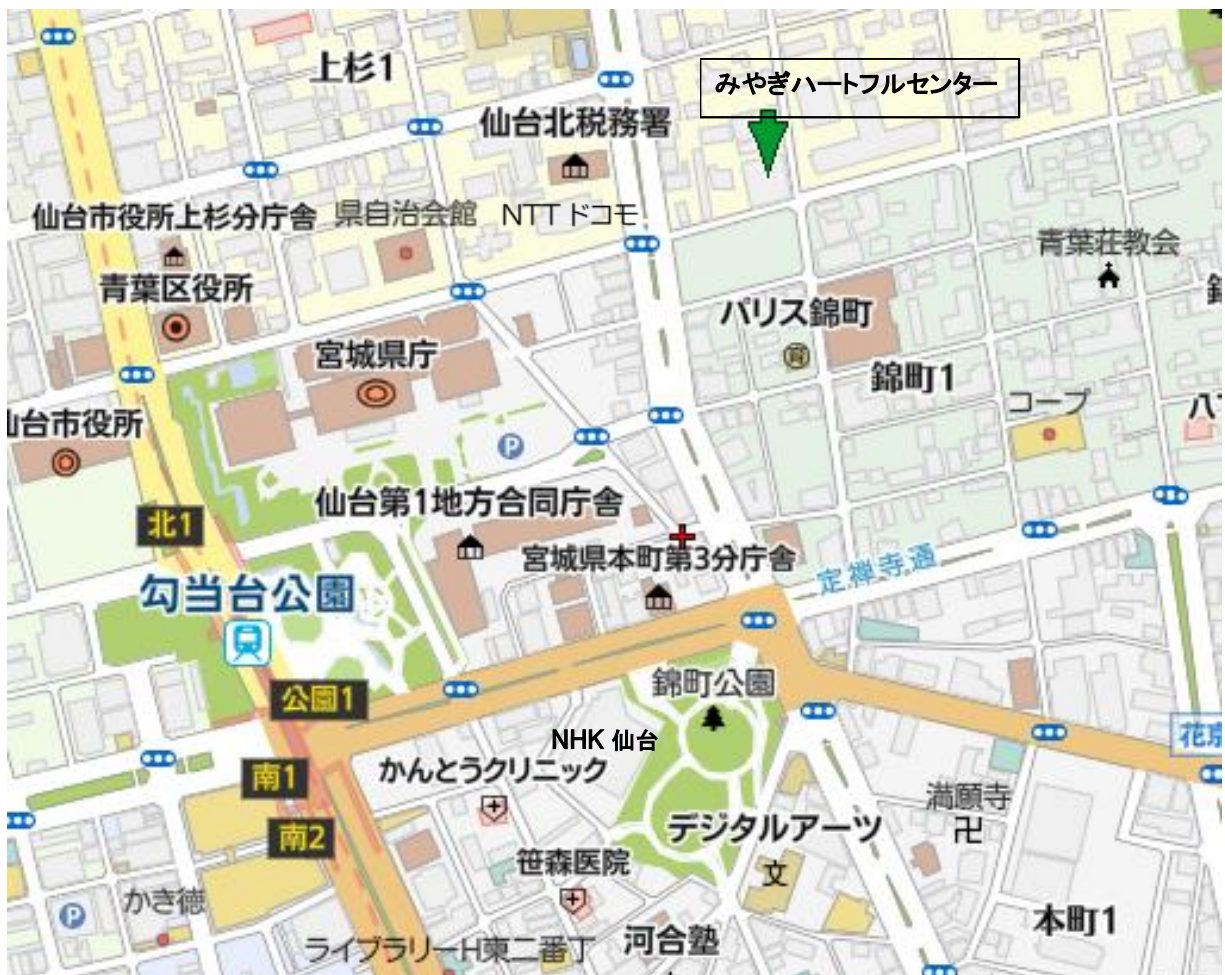 上杉1
みやぎハートフルセンター
仙台北税務署
仙台市役所上杉分庁舎
県自治会館
NTTドコモ
青葉荘教会
青葉区役所
パリス錦町
宮城県庁
錦町1
コープ
仙台市役所
P
北1
仙台第1地方合同庁舎
宮城県本町第3分庁舎
定禅寺通
勾当台公園
錦町公園
公園1
NHK 仙台
花京
南1
かんとうクリニック
満願寺
卍
南2
デジタルアーツ
笹森医院
文
かき徳
P
本町1
ライブラリーH東二番丁
河合塾